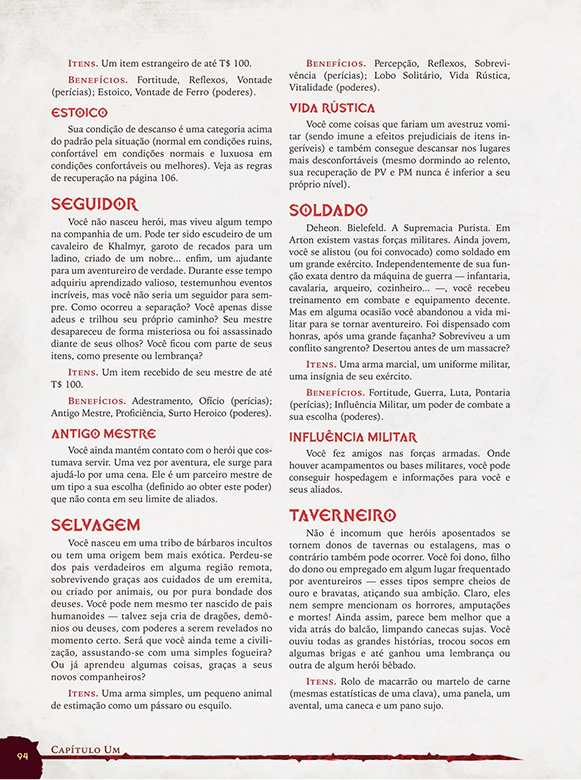 Itens. Um item estrangeiro de até T$ 100.
Benefícios. Fortitude, Reflexos, Vontade
(perícias); Estoico, Vontade de Ferro (poderes).
Estoico
Sua condição de descanso é uma categoria acima
do padrão pela situação (normal em condições ruins,
confortável em condições normais e luxuosa em
condições confortáveis ou melhores). Veja as regras
de recuperação na página 106.
Seguidor
Você não nasceu herói, mas viveu algum tempo
na companhia de um. Pode ter sido escudeiro de um
cavaleiro de Khalmyr, garoto de recados para um
ladino, criado de um nobre... enfim, um ajudante
para um aventureiro de verdade. Durante esse tempo
adquiriu aprendizado valioso, testemunhou eventos
incríveis, mas você não seria um seguidor para sem-
pre. Como ocorreu a separação? Você apenas disse
adeus e trilhou seu próprio caminho? Seu mestre
desapareceu de forma misteriosa ou foi assassinado
diante de seus olhos? Você ficou com parte de seus
itens, como presente ou lembrança?
Itens. Um item recebido de seu mestre de até
T$ 100.
Benefícios. Adestramento, Ofício (perícias);
Antigo Mestre, Proficiência, Surto Heroico (poderes).
Antigo Mestre
Você ainda mantém contato com o herói que cos-
tumava servir. Uma vez por aventura, ele surge para
ajudá-lo por uma cena. Ele é um parceiro mestre de
um tipo a sua escolha (definido ao obter este poder)
que não conta em seu limite de aliados.
Selvagem
Você nasceu em uma tribo de bárbaros incultos
ou tem uma origem bem mais exótica. Perdeu-se
dos pais verdadeiros em alguma região remota,
sobrevivendo graças aos cuidados de um eremita,
ou criado por animais, ou por pura bondade dos
deuses. Você pode nem mesmo ter nascido de pais
humanoides — talvez seja cria de dragões, demô-
nios ou deuses, com poderes a serem revelados no
momento certo. Será que você ainda teme a civili-
zação, assustando-se com uma simples fogueira?
Ou já aprendeu algumas coisas, graças a seus
novos companheiros?
Itens. Uma arma simples, um pequeno animal
de estimação como um pássaro ou esquilo.
Benefícios. Percepção, Reflexos, Sobrevi-
vência (perícias); Lobo Solitário, Vida Rústica,
Vitalidade (poderes).
Vida Rústica
Você come coisas que fariam um avestruz vomi-
tar (sendo imune a efeitos prejudiciais de itens in-
geríveis) e também consegue descansar nos lugares
mais desconfortáveis (mesmo dormindo ao relento,
sua recuperação de PV e PM nunca é inferior a seu
próprio nível).
Soldado
Deheon. Bielefeld. A Supremacia Purista. Em
Arton existem vastas forças militares. Ainda jovem,
você se alistou (ou foi convocado) como soldado em
um grande exército. Independentemente de sua fun-
ção exata dentro da máquina de guerra — infantaria,
cavalaria, arqueiro, cozinheiro... —, você recebeu
treinamento em combate e equipamento decente.
Mas em alguma ocasião você abandonou a vida mi-
litar para se tornar aventureiro. Foi dispensado com
honras, após uma grande façanha? Sobreviveu a um
conflito sangrento? Desertou antes de um massacre?
Itens. Uma arma marcial, um uniforme militar,
uma insígnia de seu exército.
Benefícios. Fortitude, Guerra, Luta, Pontaria
(perícias); Influência Militar, um poder de combate a
sua escolha (poderes).
Influência Militar
Você fez amigos nas forças armadas. Onde
houver acampamentos ou bases militares, você pode
conseguir hospedagem e informações para você e
seus aliados.
Taverneiro
Não é incomum que heróis aposentados se
tornem donos de tavernas ou estalagens, mas o
contrário também pode ocorrer. Você foi dono, filho
do dono ou empregado em algum lugar frequentado
por aventureiros — esses tipos sempre cheios de
ouro e bravatas, atiçando sua ambição. Claro, eles
nem sempre mencionam os horrores, amputações
e mortes! Ainda assim, parece bem melhor que a
vida atrás do balcão, limpando canecas sujas. Você
ouviu todas as grandes histórias, trocou socos em
algumas brigas e até ganhou uma lembrança ou
outra de algum herói bêbado.
Itens. Rolo de macarrão ou martelo de carne
(mesmas estatísticas de uma clava), uma panela, um
avental, uma caneca e um pano sujo.
94
Capítulo Um